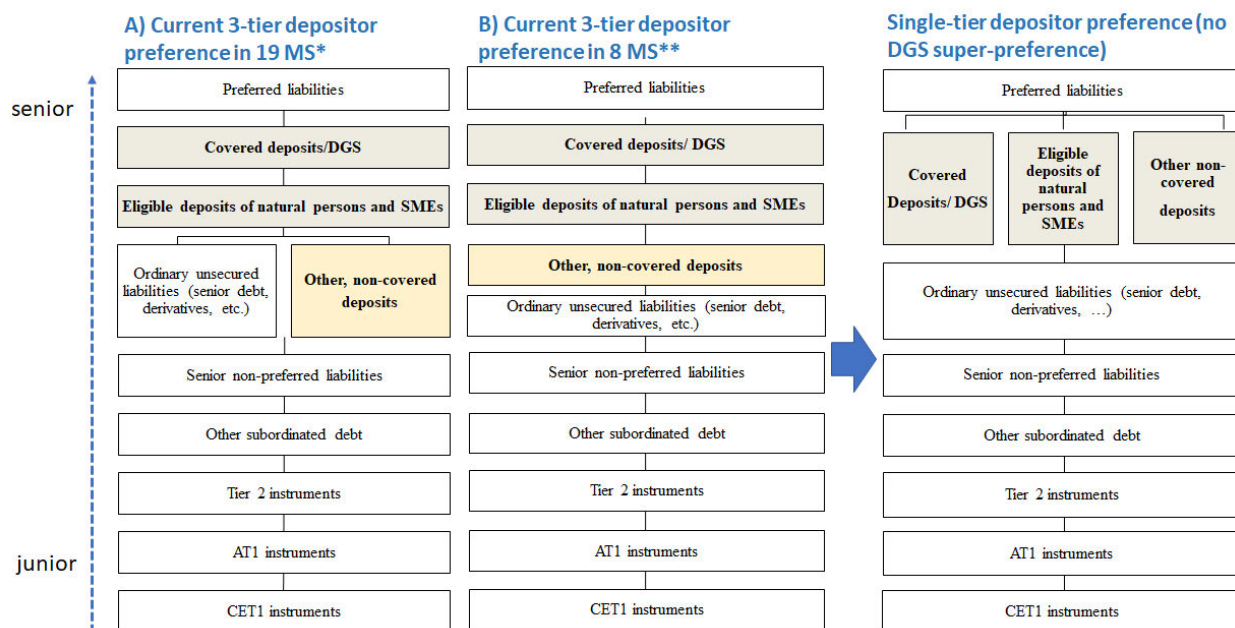 A) Current 3-tier depositor
preference in 19 MS*
senior
Preferred liabilities
Covered deposits/DGS
Eligible deposits of natural persons and SMEs
Ordinary unsecured
liabilities (senior debt,
derivatives, etc.)
Other, non-covered
deposits
Senior non-preferred liabilities
Other subordinated debt
Tier 2 instruments
AT1 instruments
junior
CET1 instruments
B) Current 3-tier depositor
preference in 8 MS**
Preferred liabilities
Covered deposits/ DGS
Eligible deposits of natural persons and SMEs
Other, non-covered deposits
Ordinary unsecured liabilities (senior debt,
derivatives, etc.)
Senior non-preferred liabilities
Other subordinated debt
Tier 2 instruments
AT1 instruments
CET1 instruments
Single-tier depositor preference (no
DGS super-preference)
Preferred liabilities
Covered
Deposits/ DGS
Eligible
deposits of
natural
persons and
SMEs
Other non-
covered
deposits
Ordinary unsecured liabilities (senior debt,
derivatives, …)
Senior non-preferred liabilities
Other subordinated debt
Tier 2 instruments
AT1 instruments
CET1 instruments